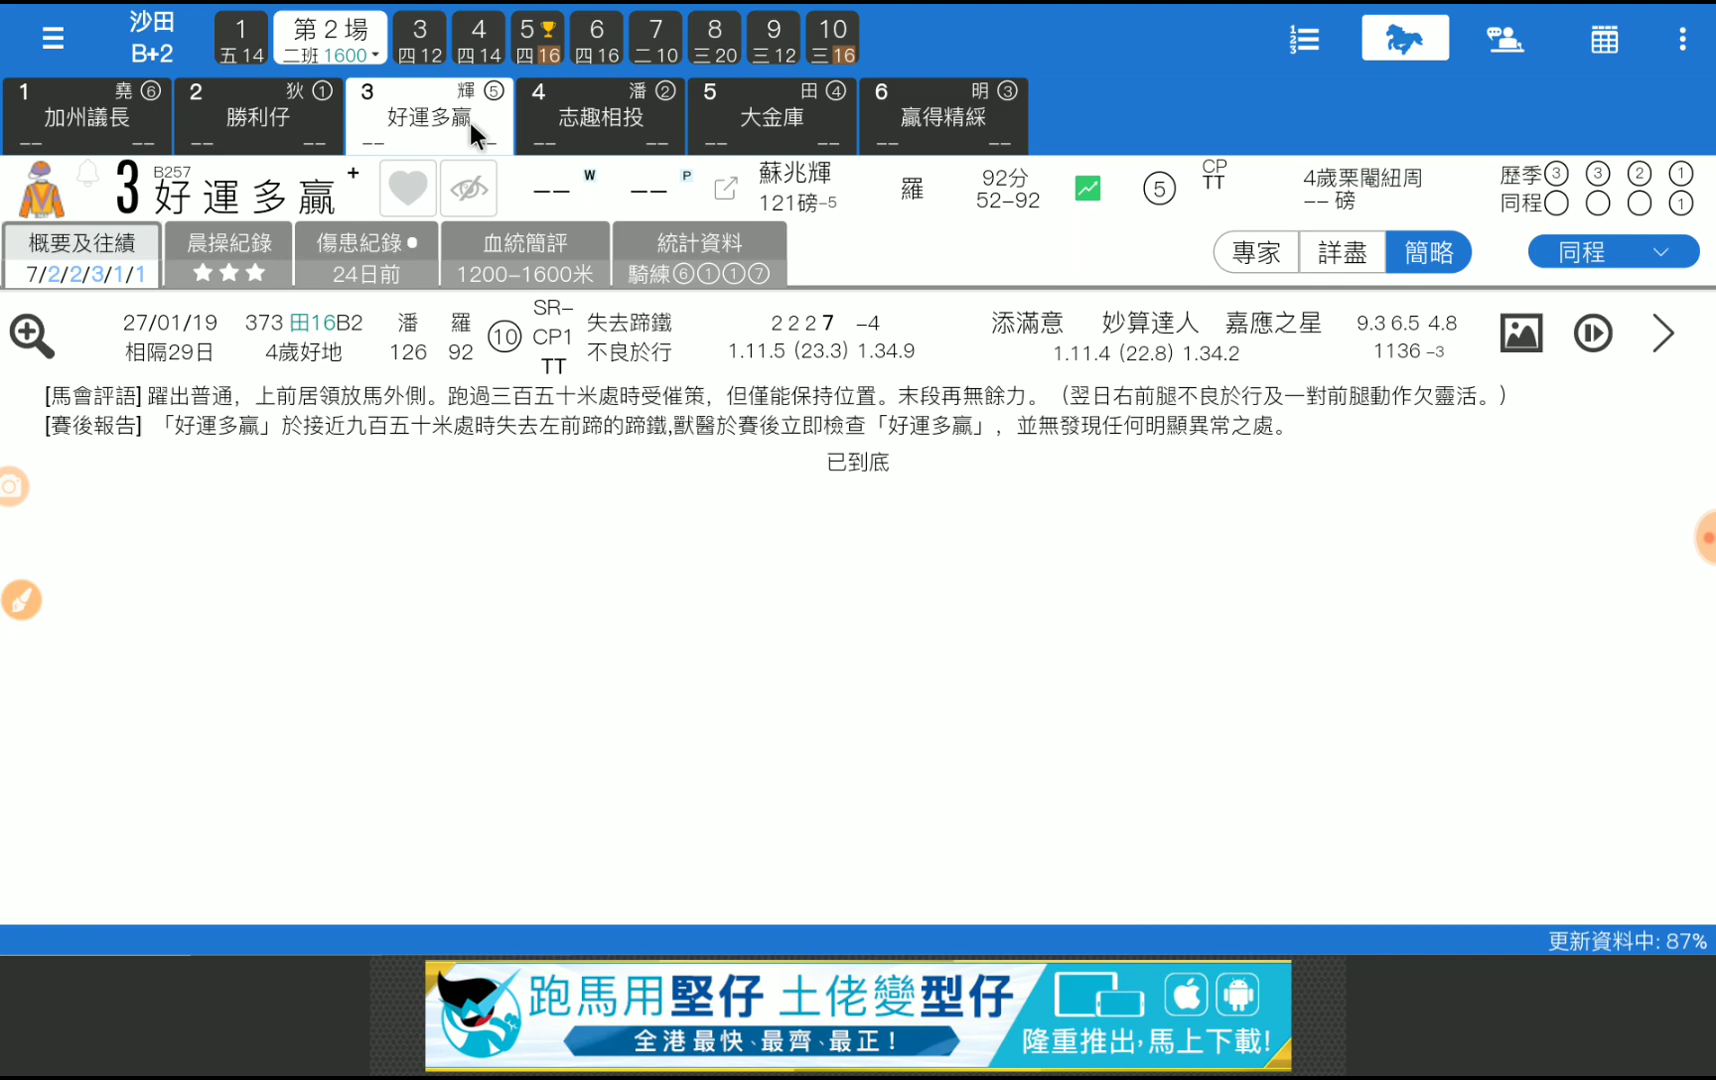 沙田
B+2
1
五 14
第 2 場
二班 1600
3
四 12
4
四 14
5
四 16
6
四 16
7
二 10
8
三 20
9
三 12
10
三 16
1 堯 ⑥
加州議長
-- --
2 狄 ①
勝利仔
-- --
3 輝 ⑤
好運多贏
-- --
4 潘 ②
志趣相投
-- --
5 田 ④
大金庫
-- --
6 明 ③
贏得精綵
-- --
3 B257 好運多贏 +
-- W -- P
蘇兆輝
121磅-5
羅
92分
52-92
⑤
CP
TT
4歲栗閹紐周
-- 磅
歷季 ③ ③ ② ①
同程 ○ ○ ○ ①
概要及往績
7/2/2/3/1/1
晨操紀錄
★★★
傷患紀錄●
24日前
血統簡評
1200-1600米
統計資料
騎練⑥①①⑦
專家 詳盡 簡略
同程
27/01/19
相隔29日
373 田16B2
4歲好地
潘
126
羅
92
⑩
SR-
CP1
TT
失去蹄鐵
不良於行
2 2 2 7 -4
1.11.5 (23.3) 1.34.9
添滿意 妙算達人 嘉應之星
1.11.4 (22.8) 1.34.2
9.3 6.5 4.8
1136 -3
[馬會評語] 躍出普通，上前居領放馬外側。跑過三百五十米處時受催策，但僅能保持位置。末段再無餘力。（翌日右前腿不良於行及一對前腿動作欠靈活。）
[賽後報告] 「好運多贏」於接近九百五十米處時失去左前蹄的蹄鐵,獸醫於賽後立即檢查「好運多贏」，並無發現任何明顯異常之處。
已到底
更新資料中: 87%
跑馬用堅仔 土佬變型仔
全港最快、最齊、最正！
隆重推出，馬上下載!